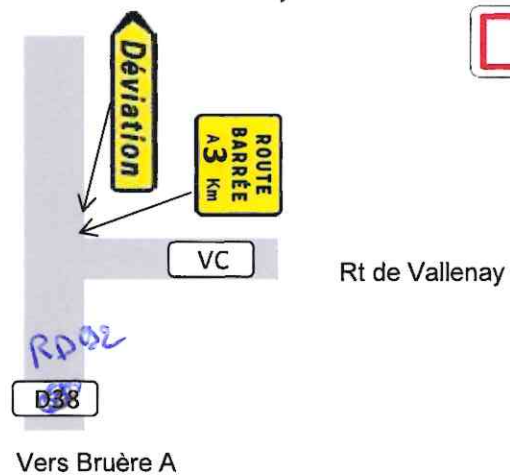 Déviation
ROUTE
BARRÉE
A 3 Km
VC
Rt de Vallenay
RD92
D38
Vers Bruère A